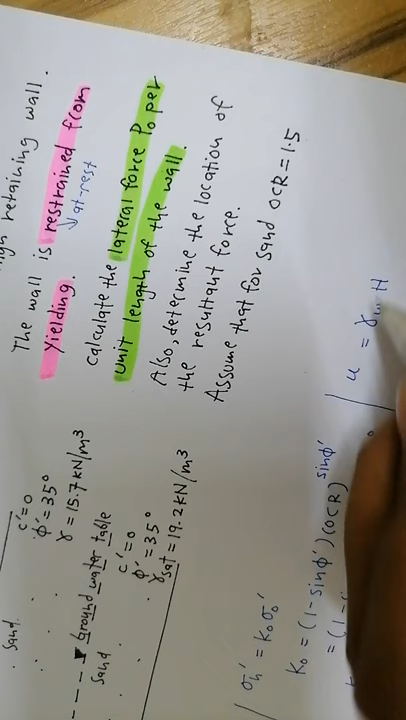 retaining wall.
The wall is restrained from
at-rest
yielding.
calculate the lateral force Po per
unit length of the wall.
Also, determine the location of
the resultant force.
Assume that for sand OCR = 1.5
sand.
c'=0
φ'=35°
γ = 15.7 kN/m³
Ground water table
sand
c'=0
φ'=35°
γsat = 19.2 kN/m³
σh' = Ko σo'
Ko = (1-sinφ')(OCR)^sinφ'
= (1-
u = γw H